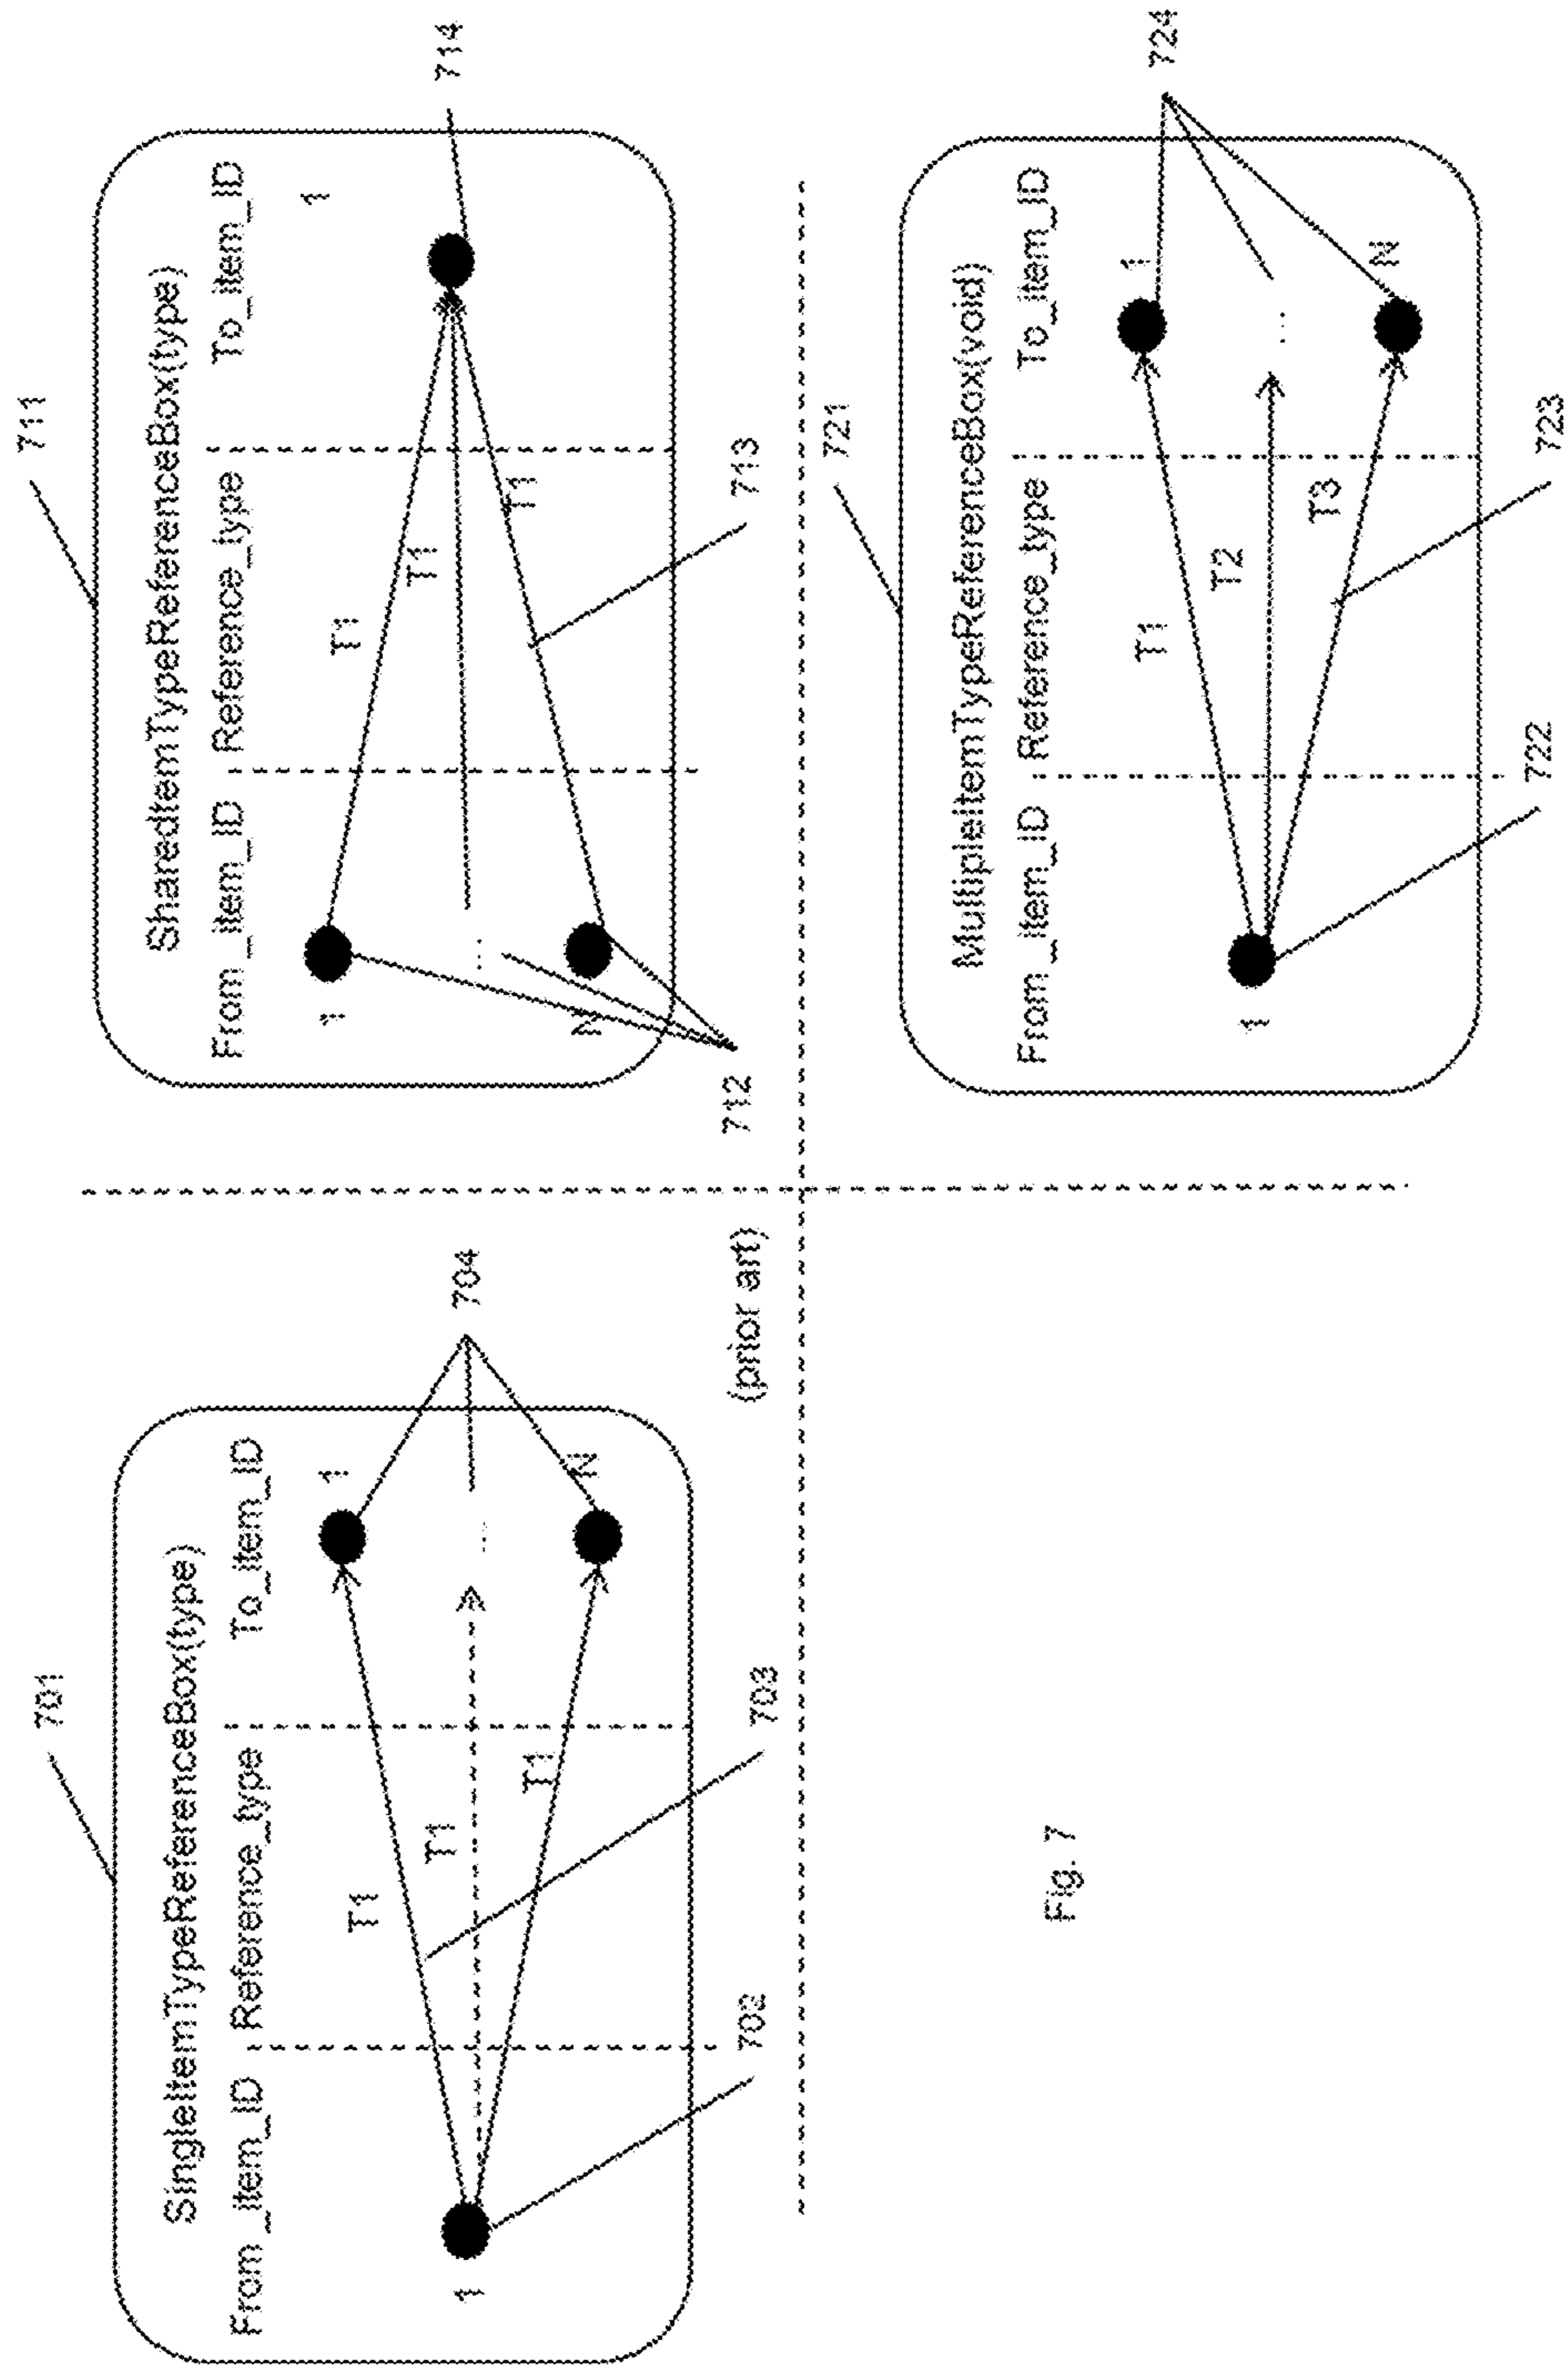 701
SingleItemTypeReferenceBox(type)
From_item_ID Reference_type To_item_ID
T1
1
T1
1
...
T1
N
704
702
703
(prior art)
711
SharedItemTypeReferenceBox(type)
From_item_ID Reference_type To_item_ID
1
T1
1
T1
...
T1
N
714
712
713
721
MultipleItemTypeReferenceBox(void)
From_item_ID Reference_type To_item_ID
T1
1
1
T2
...
T3
N
724
722
723
Fig. 7